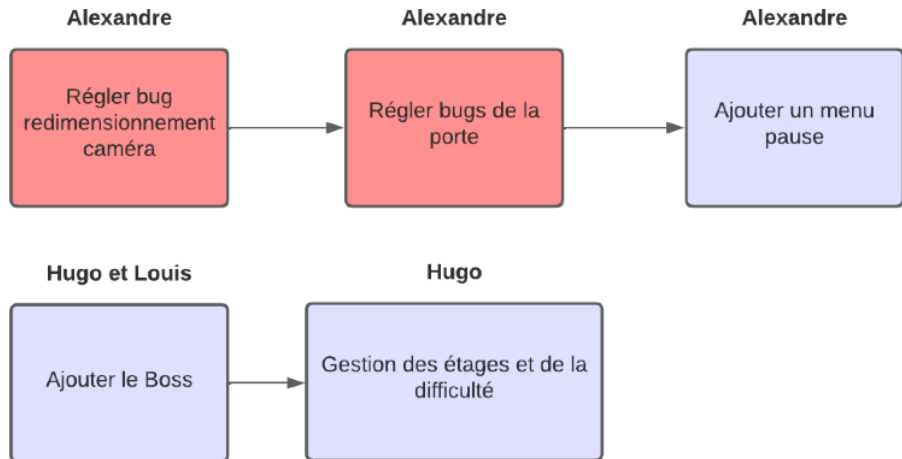 Alexandre
Alexandre
Alexandre
Régler bug
redimensionnement
caméra
Régler bugs de la
porte
Ajouter un menu
pause
Hugo et Louis
Hugo
Ajouter le Boss
Gestion des étages et de la
difficulté